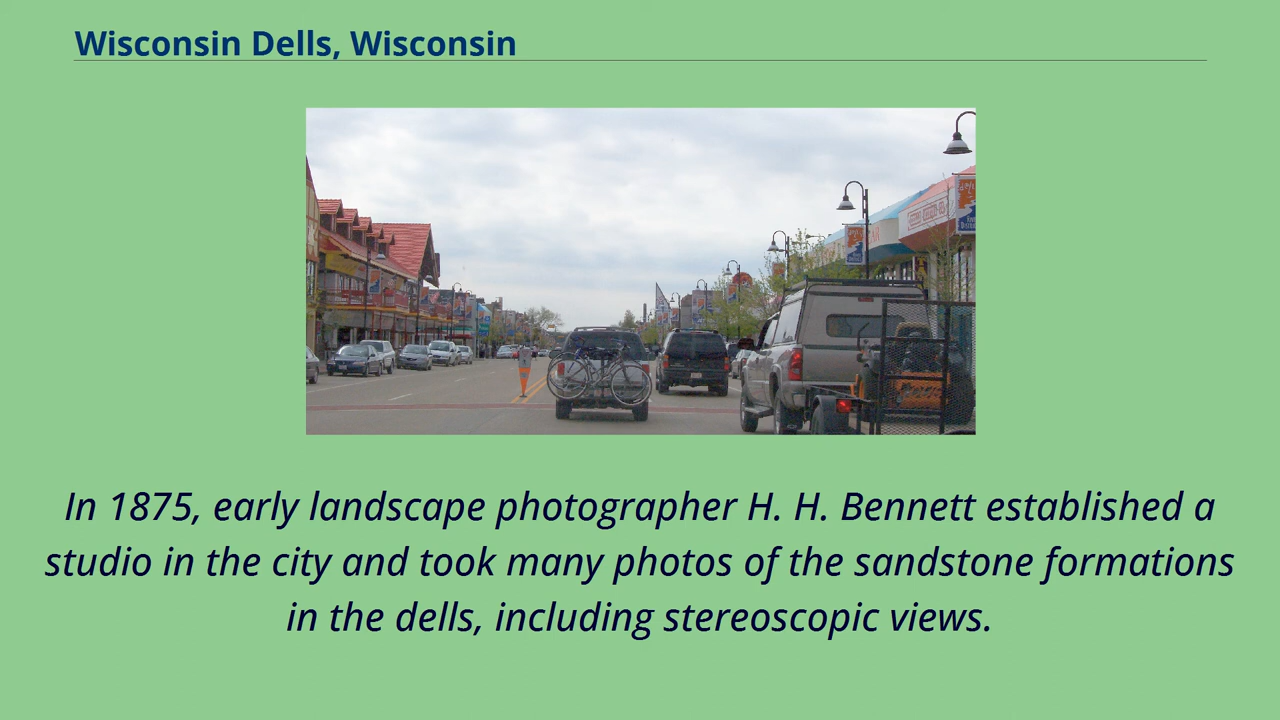 Wisconsin Dells, Wisconsin
In 1875, early landscape photographer H. H. Bennett established a
studio in the city and took many photos of the sandstone formations
in the dells, including stereoscopic views.